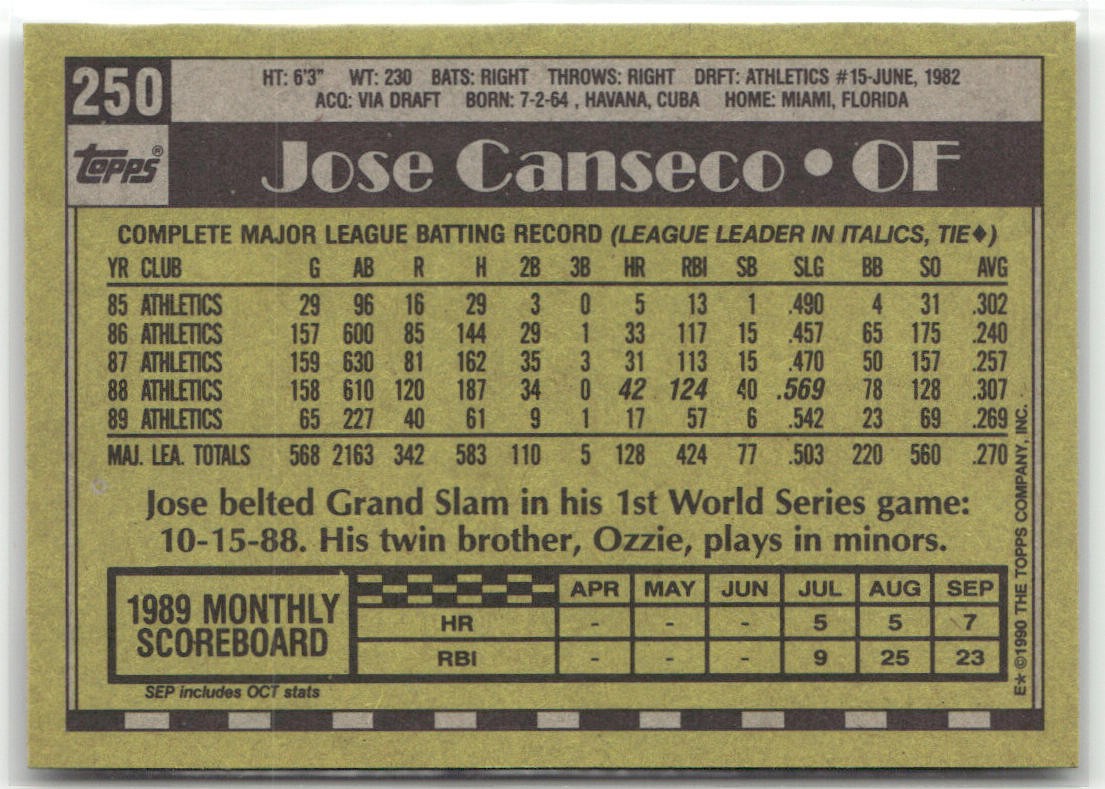 250
HT: 6'3" WT: 230 BATS: RIGHT THROWS: RIGHT DRFT: ATHLETICS #15-JUNE, 1982
ACQ: VIA DRAFT BORN: 7-2-64 , HAVANA, CUBA HOME: MIAMI, FLORIDA
Topps®
Jose Canseco • OF
COMPLETE MAJOR LEAGUE BATTING RECORD (LEAGUE LEADER IN ITALICS, TIE♦)
YR CLUB G AB R H 2B 3B HR RBI SB SLG BB SO AVG
85 ATHLETICS 29 96 16 29 3 0 5 13 1 .490 4 31 .302
86 ATHLETICS 157 600 85 144 29 1 33 117 15 .457 65 175 .240
87 ATHLETICS 159 630 81 162 35 3 31 113 15 .470 50 157 .257
88 ATHLETICS 158 610 120 187 34 0 42 124 40 .569 78 128 .307
89 ATHLETICS 65 227 40 61 9 1 17 57 6 .542 23 69 .269
MAJ. LEA. TOTALS 568 2163 342 583 110 5 128 424 77 .503 220 560 .270
Jose belted Grand Slam in his 1st World Series game:
10-15-88. His twin brother, Ozzie, plays in minors.
1989 MONTHLY
SCOREBOARD
APR MAY JUN JUL AUG SEP
HR - - - 5 5 7
RBI - - - 9 25 23
SEP includes OCT stats
E★©1990 THE TOPPS COMPANY, INC.